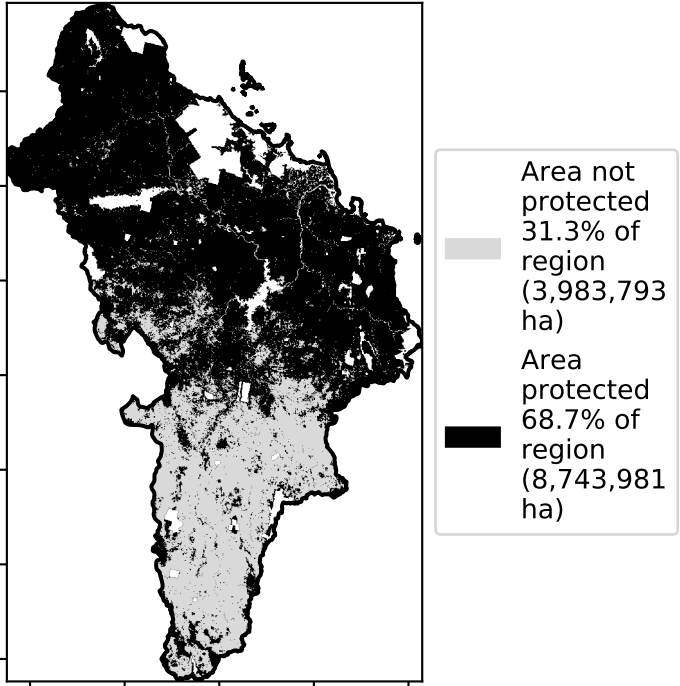 Area not
protected
31.3% of
region
(3,983,793
ha)
Area
protected
68.7% of
region
(8,743,981
ha)